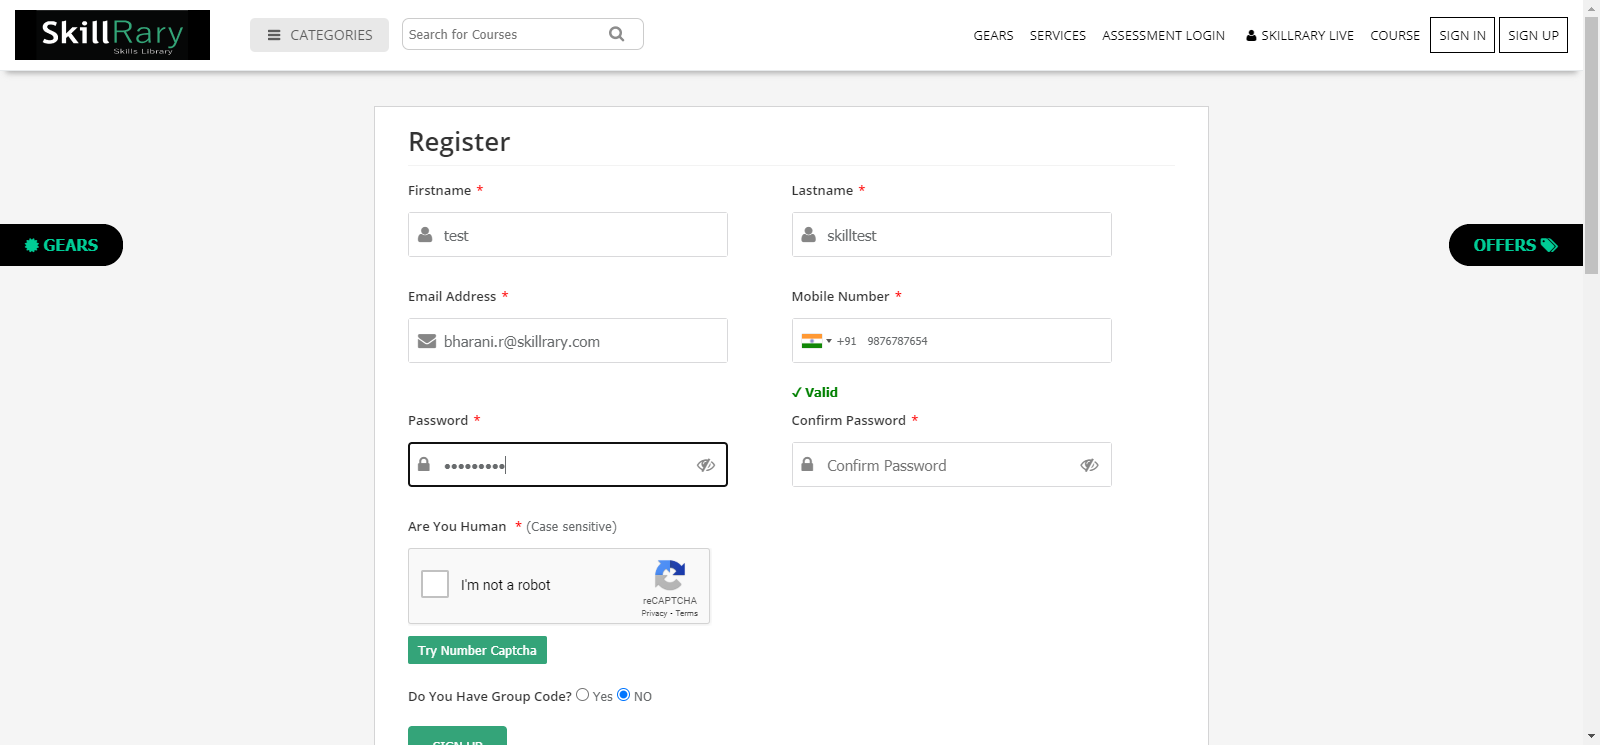 SkillRary
Skills Library
CATEGORIES
Search for Courses
GEARS SERVICES ASSESSMENT LOGIN SKILLRARY LIVE COURSE SIGN IN SIGN UP
GEARS
OFFERS
Register
Firstname * Lastname *
test skilltest
Email Address * Mobile Number *
bharani.r@skillrary.com +91 9876787654
✓ Valid
Password * Confirm Password *
••••••••• Confirm Password
Are You Human * (Case sensitive)
I'm not a robot
reCAPTCHA
Privacy - Terms
Try Number Captcha
Do You Have Group Code? Yes NO
SIGN UP